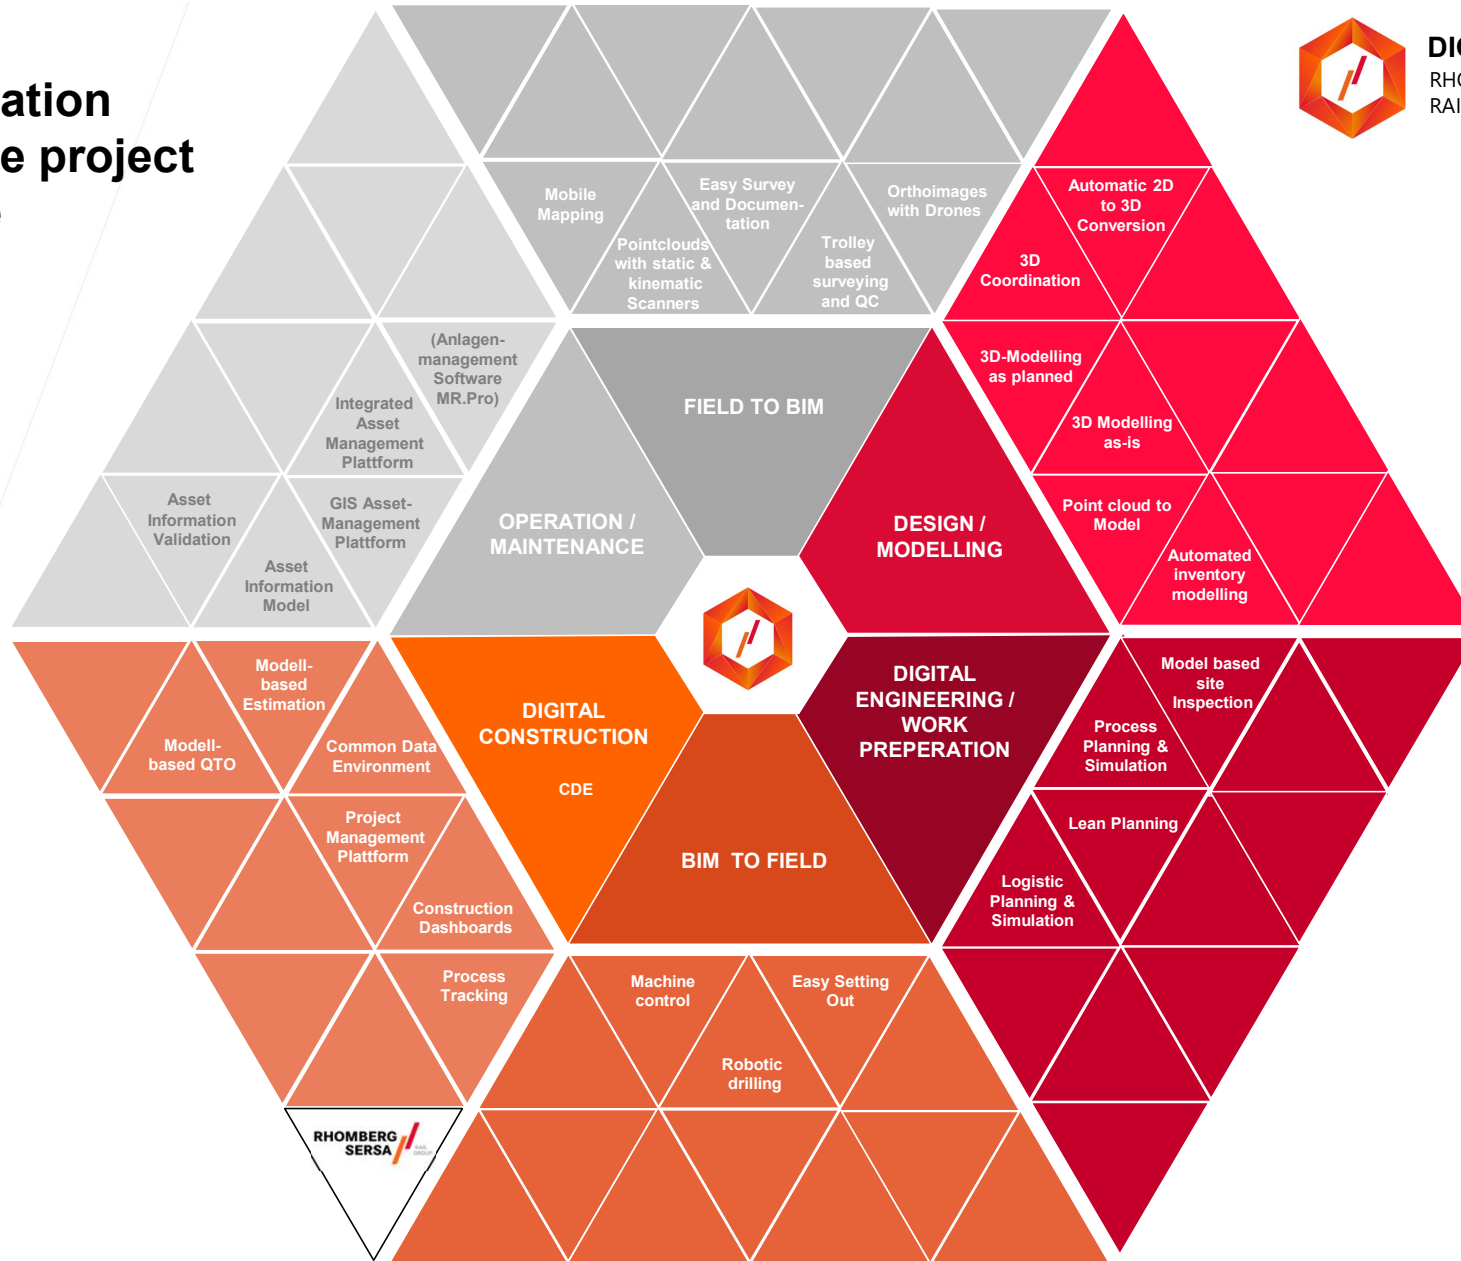 ation
e project
DIG
RHO
RAI
Mobile
Mapping
Pointclouds
with static &
kinematic
Scanners
Easy Survey
and Documen-
tation
Trolley
based
surveying
and QC
Orthoimages
with Drones
Automatic 2D
to 3D
Conversion
3D
Coordination
3D-Modelling
as planned
3D Modelling
as-is
Point cloud to
Model
Automated
inventory
modelling
(Anlagen-
management
Software
MR.Pro)
Integrated
Asset
Management
Plattform
Asset
Information
Validation
GIS Asset-
Management
Plattform
Asset
Information
Model
FIELD TO BIM
OPERATION /
MAINTENANCE
DESIGN /
MODELLING
DIGITAL
CONSTRUCTION
CDE
DIGITAL
ENGINEERING /
WORK
PREPERATION
BIM TO FIELD
Modell-
based
Estimation
Modell-
based QTO
Common Data
Environment
Project
Management
Plattform
Construction
Dashboards
Process
Tracking
Model based
site
Inspection
Process
Planning &
Simulation
Lean Planning
Logistic
Planning &
Simulation
Machine
control
Easy Setting
Out
Robotic
drilling
RHOMBERG
SERSA
RAIL
GROUP